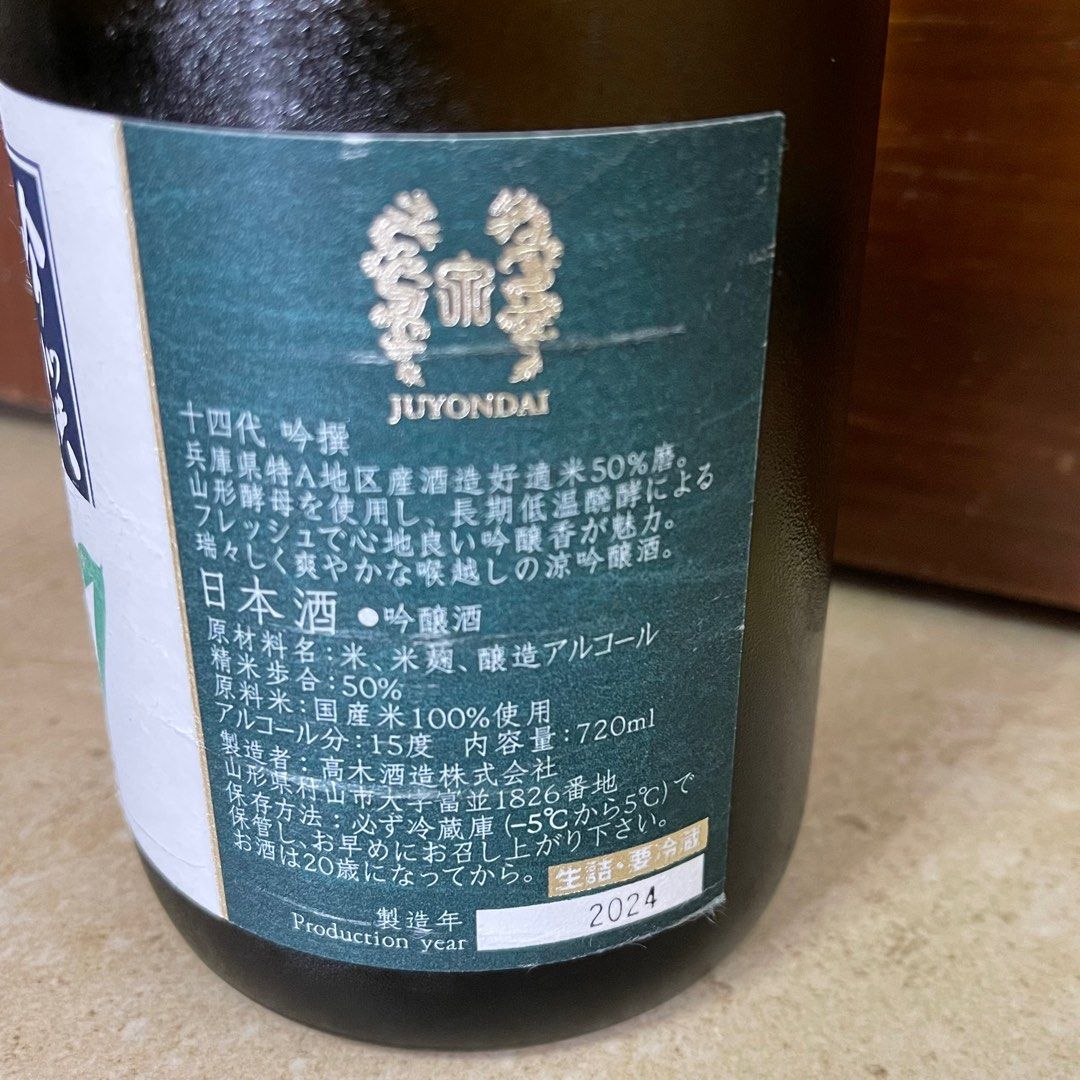 JUYONDAI
十四代 吟撰
兵庫県特A地区産酒造好適米50%磨。
山形酵母を使用し、長期低温醗酵による
フレッシュで心地良い吟醸香が魅力。
瑞々しく爽やかな喉越しの涼吟醸酒。
日本酒 ●吟醸酒
原材料名:米、米麹、醸造アルコール
精米歩合:50%
原料米:国産米100%使用
アルコール分:15度 内容量:720ml
製造者:高木酒造株式会社
山形県村山市大字富並1826番地
保存方法:必ず冷蔵庫(-5℃から5℃)で
保管し、お早めにお召し上がり下さい。
お酒は20歳になってから。
生詰・要冷蔵
製造年
Production year
2024